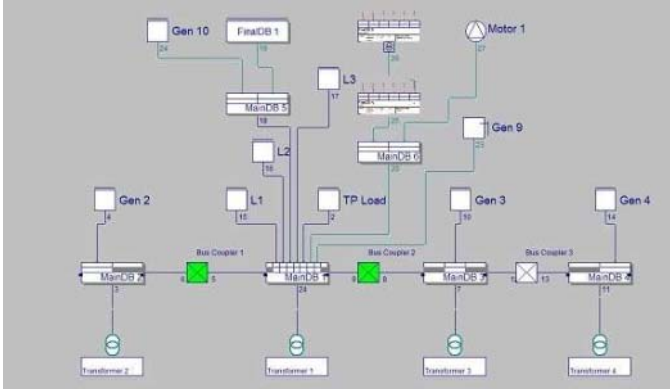 Gen 10
24
FinalDB 1
19
Motor 1
27
26
L3
17
MainDB 5
18
25
Gen 9
23
MainDB 6
20
L2
16
Gen 2
4
L1
15
TP Load
2
Gen 3
10
Gen 4
14
Bus Coupler 1
Bus Coupler 2
Bus Coupler 3
MainDB 2
5
MainDB 1
8
MainDB 3
13
MainDB 4
3
24
7
11
Transformer 2
Transformer 1
Transformer 3
Transformer 4